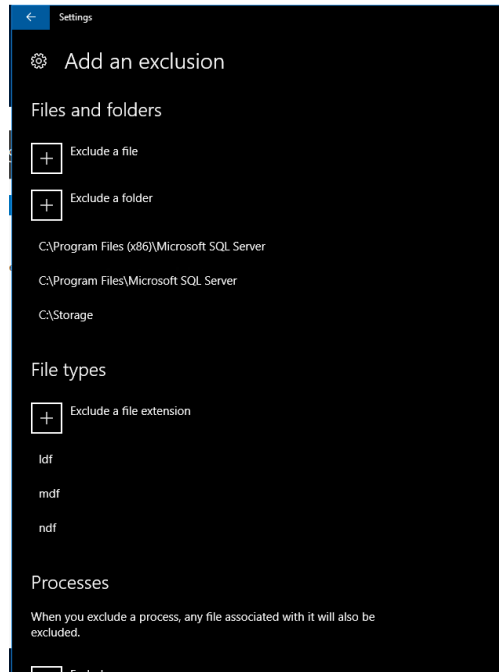 Settings
Add an exclusion
Files and folders
Exclude a file
Exclude a folder
C:\Program Files (x86)\Microsoft SQL Server
C:\Program Files\Microsoft SQL Server
C:\Storage
File types
Exclude a file extension
ldf
mdf
ndf
Processes
When you exclude a process, any file associated with it will also be
excluded.